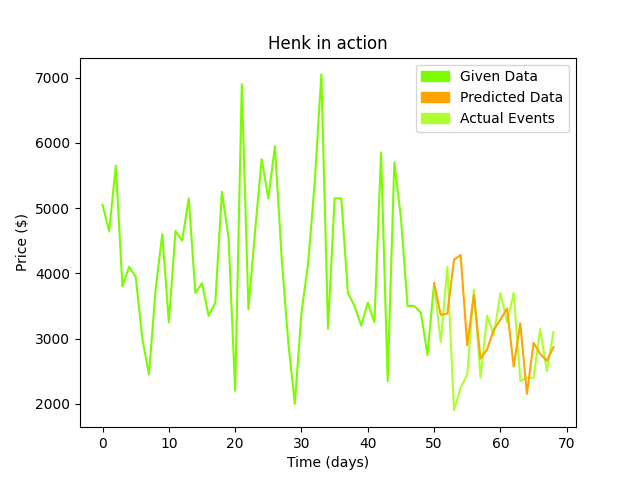 Henk in action
Given Data
Predicted Data
Actual Events
Price ($)
7000
6000
5000
4000
3000
2000
0 10 20 30 40 50 60 70
Time (days)